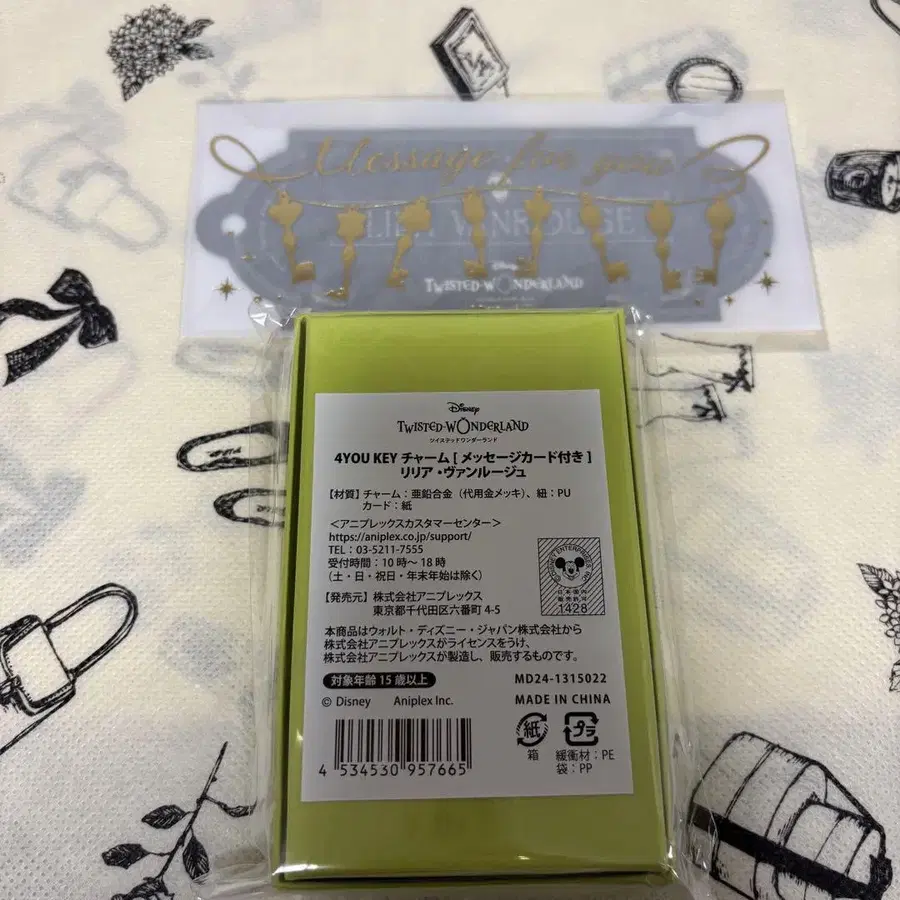 Message for you
VANROUGE
Disney
TWISTED-WONDERLAND
Disney
TWISTED-WONDERLAND
ツイステッドワンダーランド
4YOU KEY チャーム [ メッセージカード付き ]
リリア・ヴァンルージュ
【材質】チャーム：亜鉛合金（代用金メッキ）、紐：PU
カード：紙
＜アニプレックスカスタマーセンター＞
https://aniplex.co.jp/support/
TEL：03-5211-7555
受付時間：10時〜18時
（土・日・祝日・年末年始は除く）
【発売元】株式会社アニプレックス
東京都千代田区六番町 4-5
DISNEY ENTERPRISES INC.
日本国内
販売許可
1428
本商品はウォルト・ディズニー・ジャパン株式会社から
株式会社アニプレックスがライセンスをうけ、
株式会社アニプレックスが製造し、販売するものです。
対象年齢 15 歳以上
MD24-1315022
© Disney Aniplex Inc.
MADE IN CHINA
紙 プラ
箱 緩衝材：PE
袋：PP
4 534530 957665